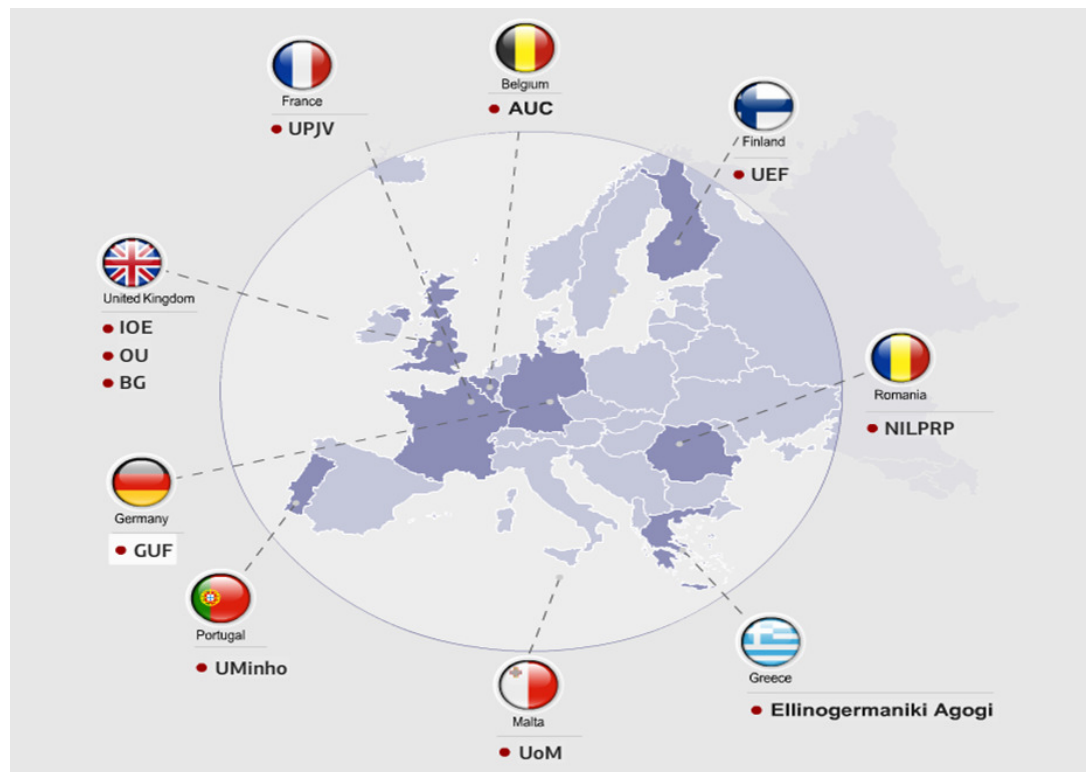 Belgium
AUC
France
UPJV
Finland
UEF
United Kingdom
IOE
OU
BG
Romania
NILPRP
Germany
GUF
Portugal
UMinho
Greece
Ellinogermaniki Agogi
Malta
UoM